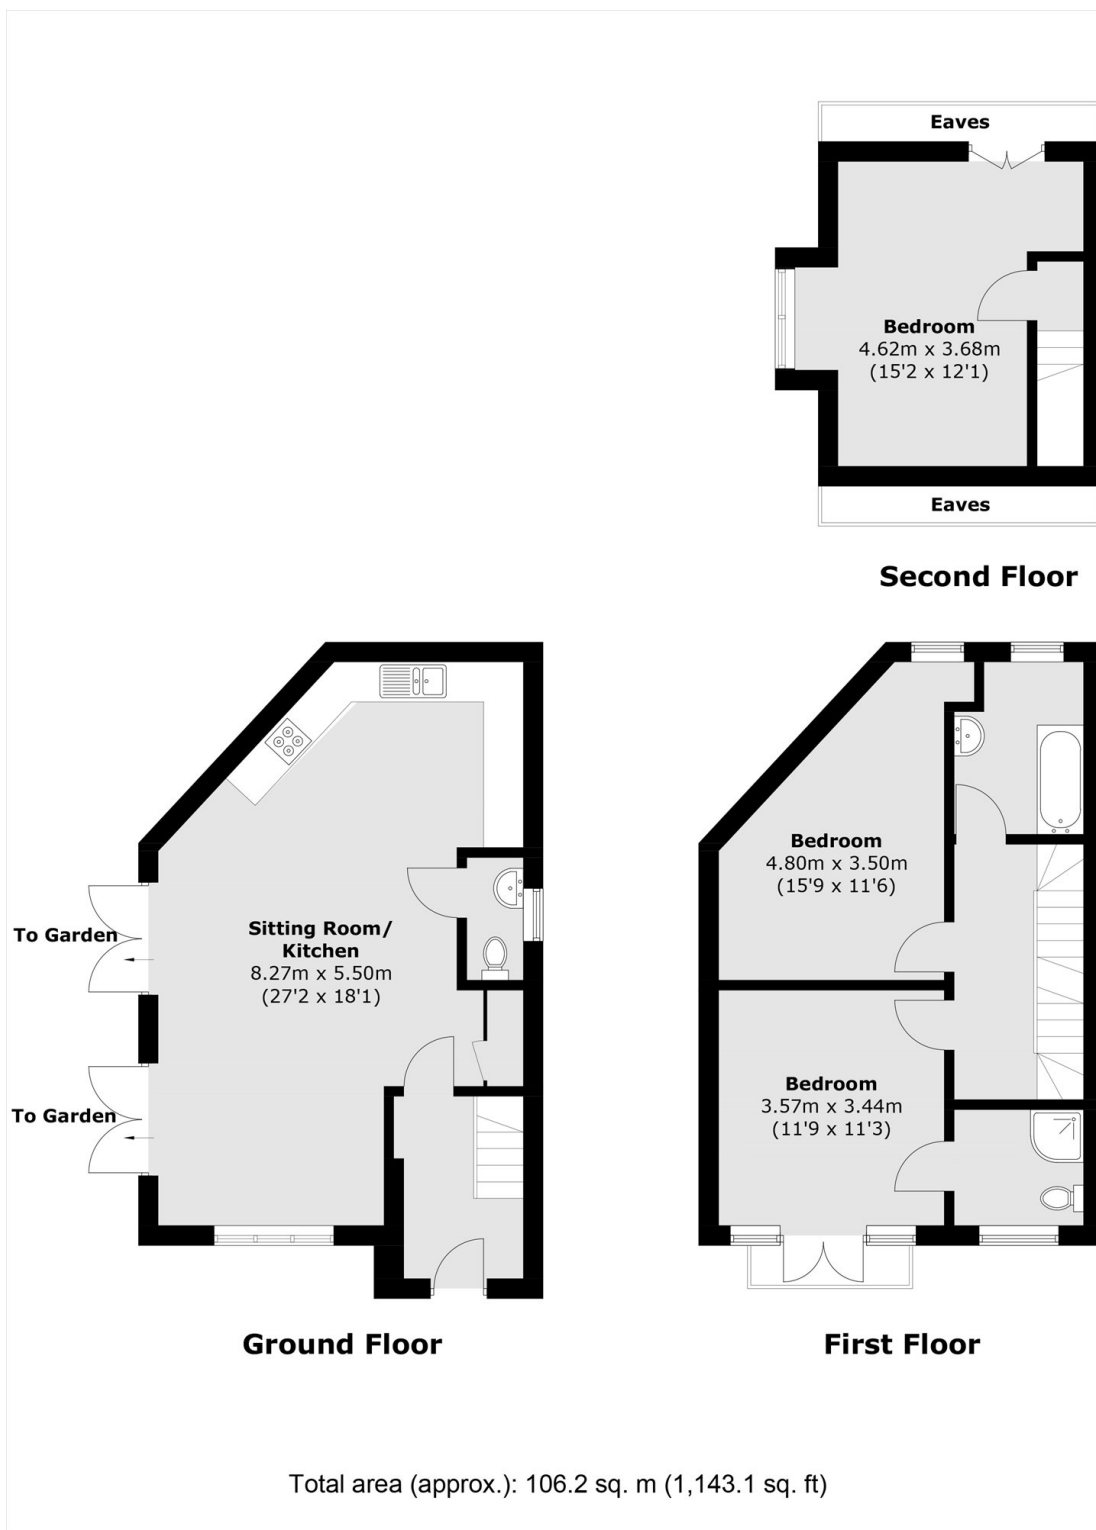 Eaves
Bedroom
4.62m x 3.68m
(15'2 x 12'1)
Eaves
Second Floor
To Garden
To Garden
Sitting Room/
Kitchen
8.27m x 5.50m
(27'2 x 18'1)
Ground Floor
Bedroom
4.80m x 3.50m
(15'9 x 11'6)
Bedroom
3.57m x 3.44m
(11'9 x 11'3)
First Floor
Total area (approx.): 106.2 sq. m (1,143.1 sq. ft)